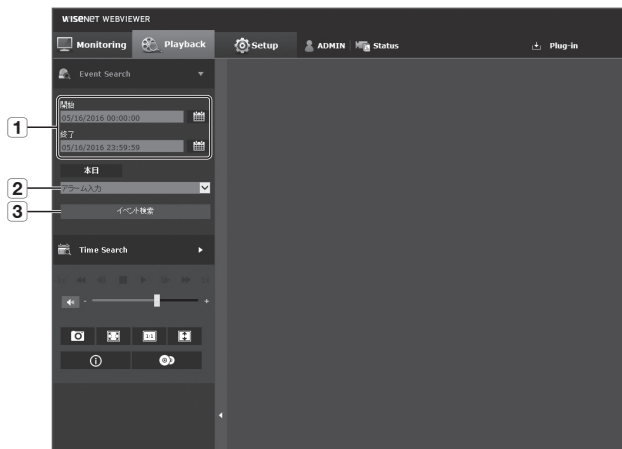 WISENET WEBVIEWER
Monitoring Playback Setup ADMIN Status Plug-in
Event Search
開始
05/16/2016 00:00:00
1
終了
05/16/2016 23:59:59
本日
2 アラーム入力
3 イベント検索
Time Search
- +
1:1